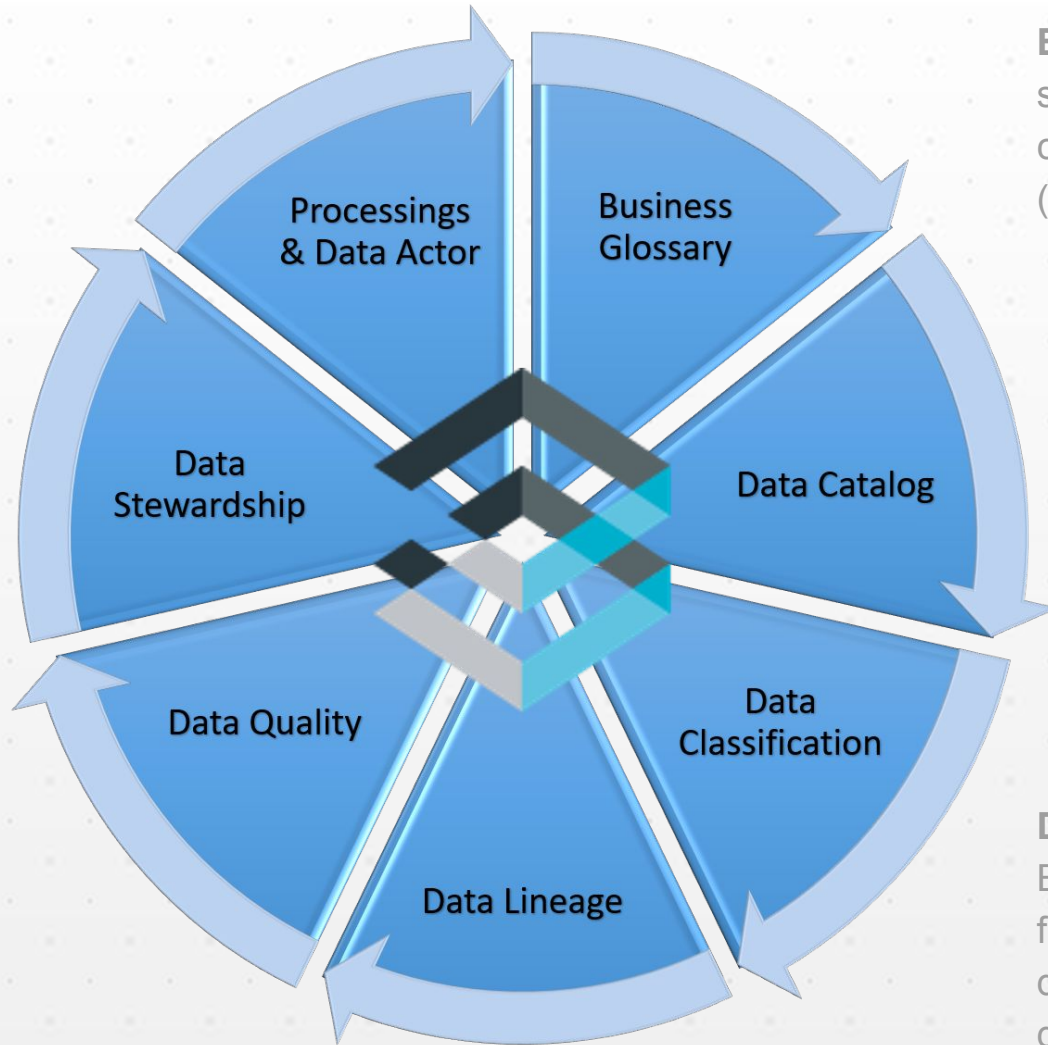 Processings
& Data Actor
Business
Glossary
Data
Stewardship
Data Catalog
Data Quality
Data
Classification
Data Lineage